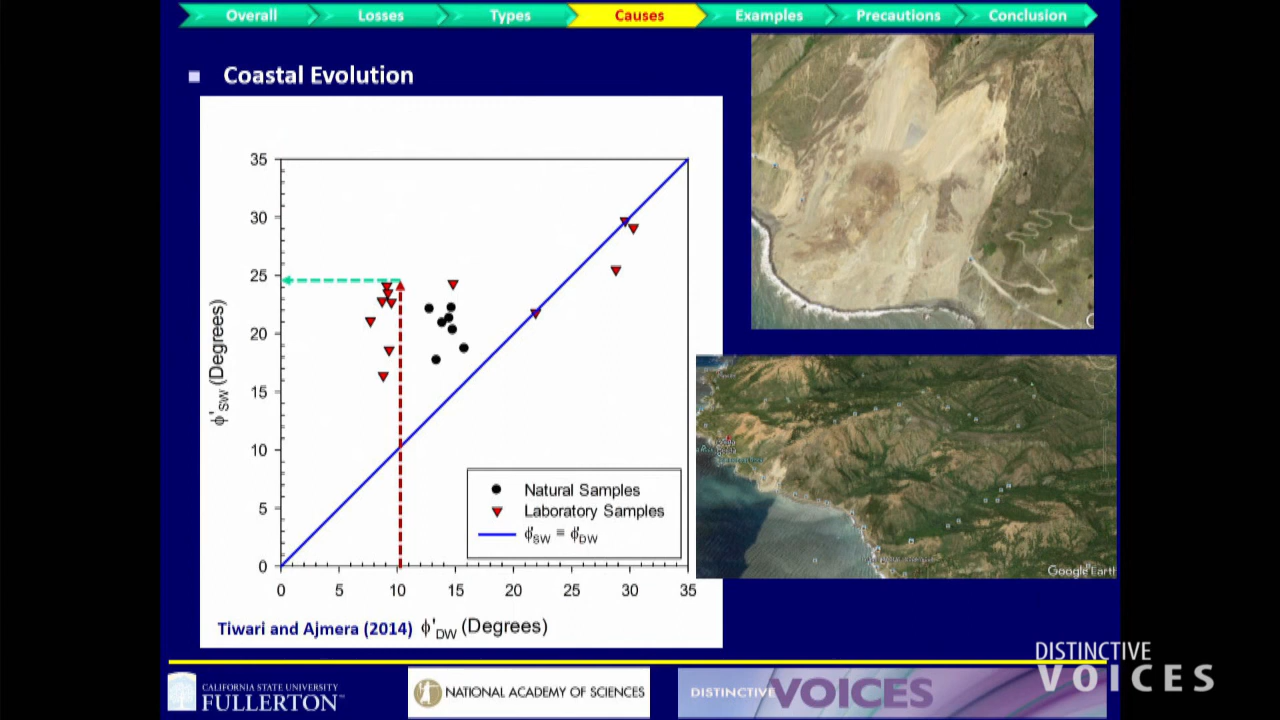 Overall Losses Types Causes Examples Precautions Conclusion
Coastal Evolution
35
30
25
20
15
10
5
0
ϕ'SW (Degrees)
Natural Samples
Laboratory Samples
ϕ'SW = ϕ'DW
0 5 10 15 20 25 30 35
Tiwari and Ajmera (2014) ϕ'DW (Degrees)
Google Earth
DISTINCTIVE
VOICES
CALIFORNIA STATE UNIVERSITY
FULLERTON™
NATIONAL ACADEMY OF SCIENCES
DISTINCTIVE VOICES